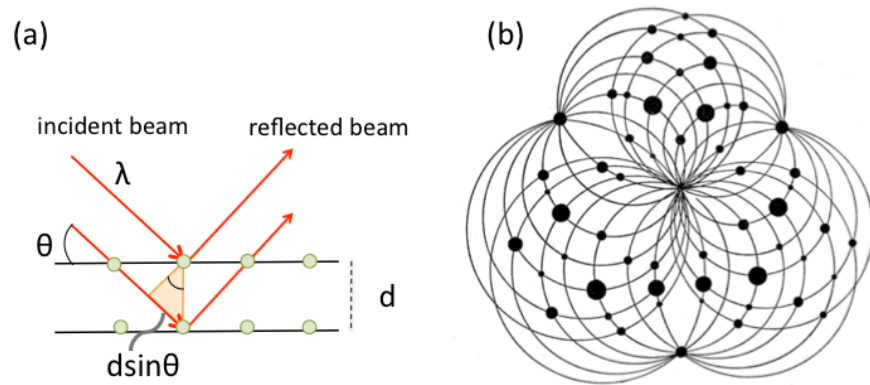 (a)
(b)
incident beam
reflected beam
λ
θ
d
dsinθ